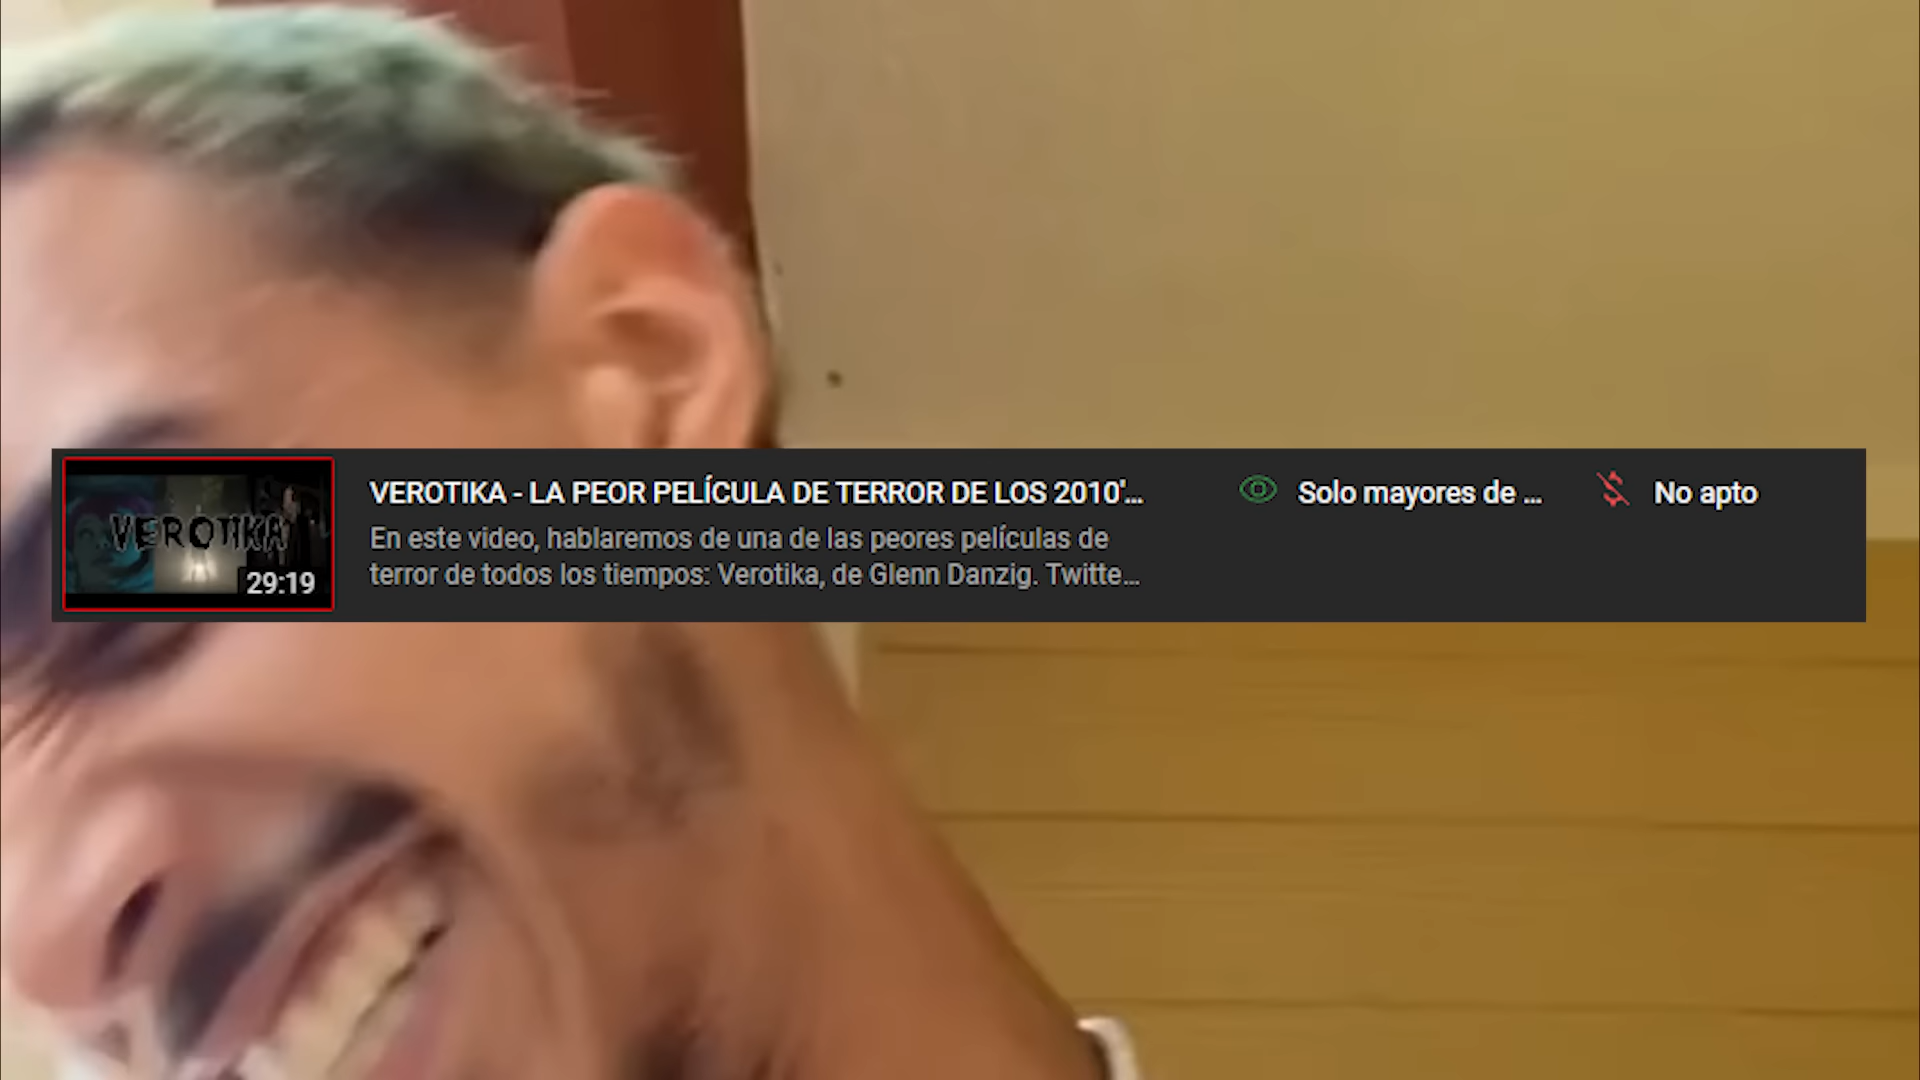 VEROTIKA
29:19
VEROTIKA - LA PEOR PELÍCULA DE TERROR DE LOS 2010'...
En este video, hablaremos de una de las peores películas de
terror de todos los tiempos: Verotika, de Glenn Danzig. Twitte...
Solo mayores de ...
No apto